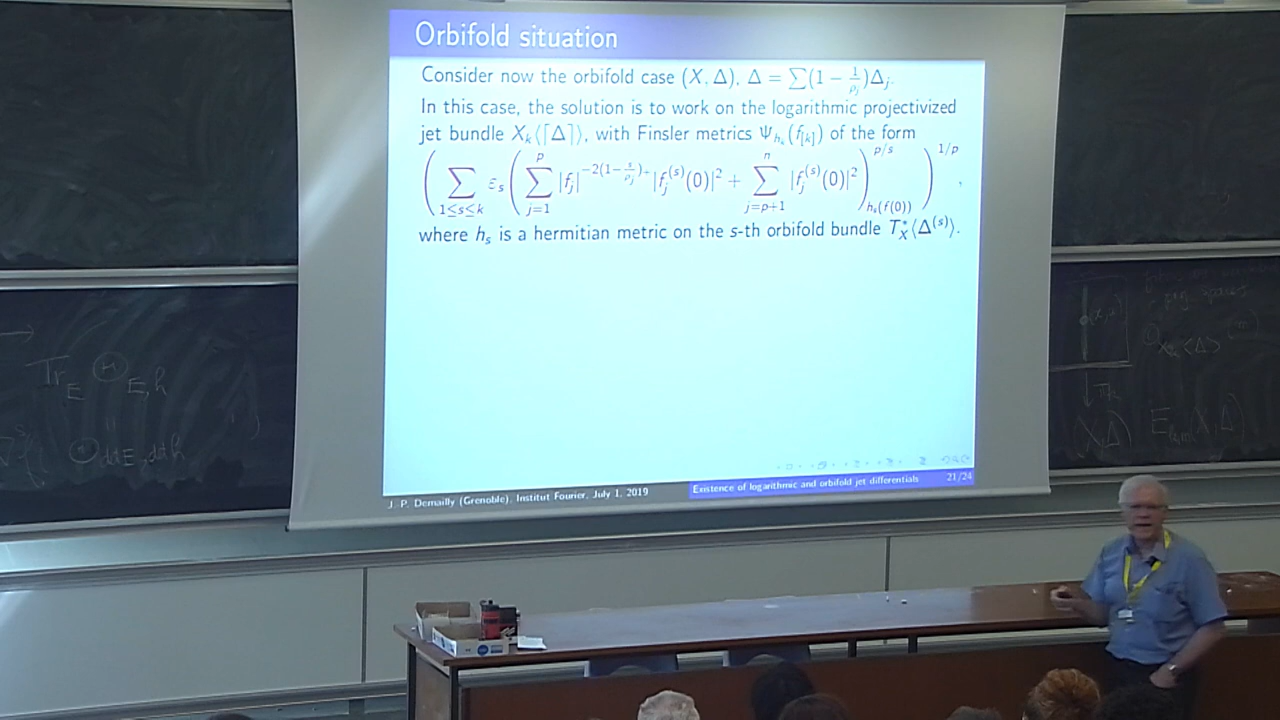 Orbifold situation
Consider now the orbifold case (X, Δ), Δ = ∑(1 − 1/ρ_j)Δ_j.
In this case, the solution is to work on the logarithmic projectivized
jet bundle X_k⟨⌈Δ⌉⟩, with Finsler metrics Ψ_{h_k}(f_{[k]}) of the form
( ∑_{1≤s≤k} ε_s ( ∑_{j=1}^{p} |f_j|^{−2(1−s/ρ_j)_+} |f_j^{(s)}(0)|² + ∑_{j=p+1}^{n} |f_j^{(s)}(0)|² )^{p/s}_{h_s(f(0))} )^{1/p},
where h_s is a hermitian metric on the s-th orbifold bundle T*_X⟨Δ^{(s)}⟩.
J. P. Demailly (Grenoble), Institut Fourier, July 1, 2019
Existence of logarithmic and orbifold jet differentials
21/24
Tr_E Θ_{E,h}
(X,Δ)
E_{k,m}(X,Δ)